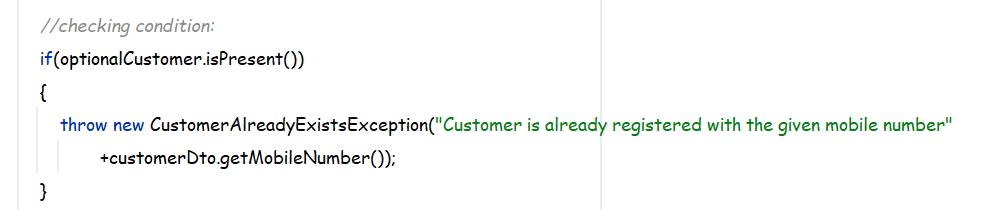 //checking condition:
if(optionalCustomer.isPresent())
{
throw new CustomerAlreadyExistsException("Customer is already registered with the given mobile number"
+customerDto.getMobileNumber());
}